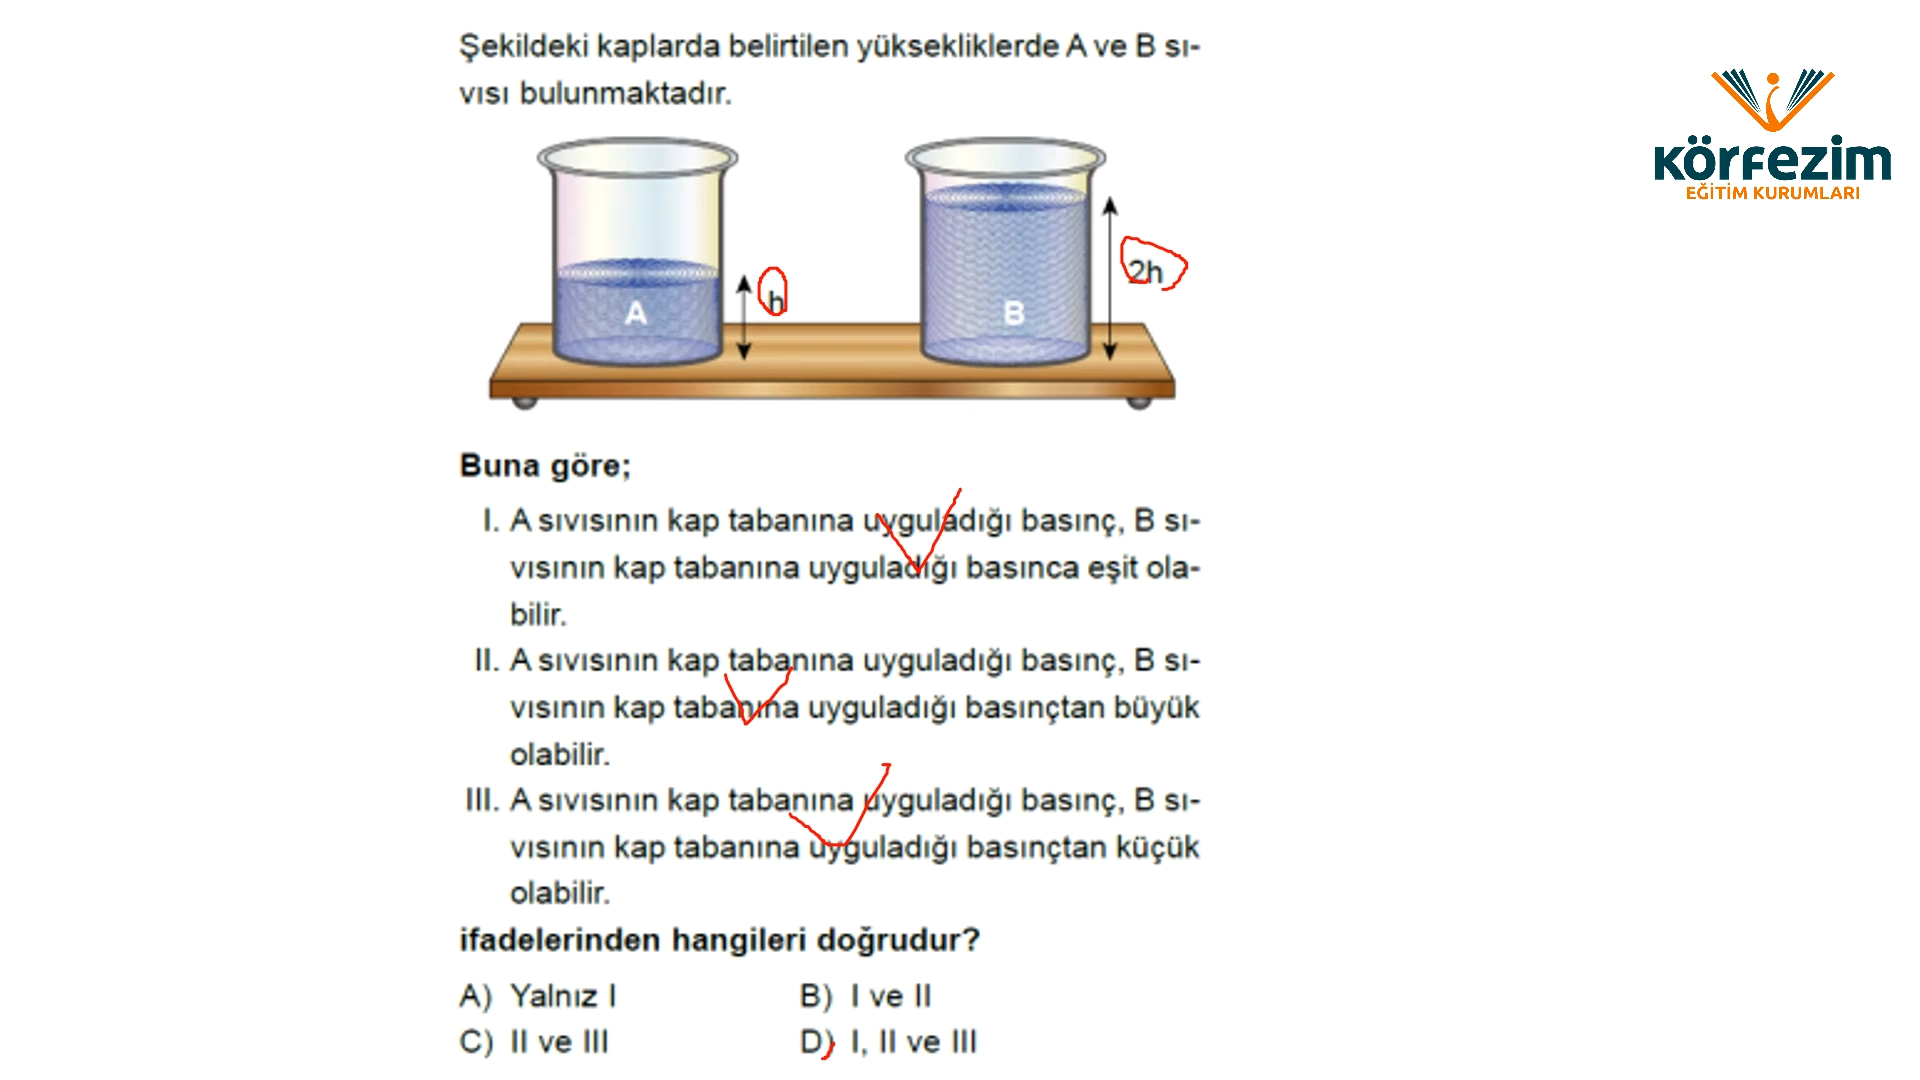 Şekildeki kaplarda belirtilen yüksekliklerde A ve B sı-
vısı bulunmaktadır.
KÖRFEZİM
EĞİTİM KURUMLARI
A
h
B
2h
Buna göre;
I. A sıvısının kap tabanına uyguladığı basınç, B sı-
vısının kap tabanına uyguladığı basınca eşit ola-
bilir.
II. A sıvısının kap tabanına uyguladığı basınç, B sı-
vısının kap tabanına uyguladığı basınçtan büyük
olabilir.
III. A sıvısının kap tabanına uyguladığı basınç, B sı-
vısının kap tabanına uyguladığı basınçtan küçük
olabilir.
ifadelerinden hangileri doğrudur?
A) Yalnız I B) I ve II
C) II ve III D) I, II ve III